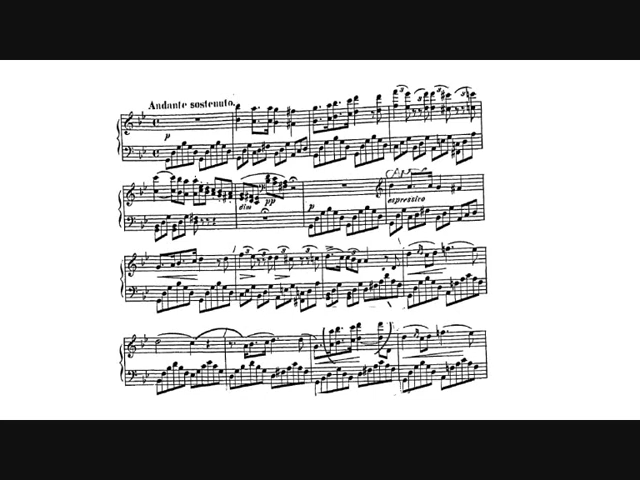 Andante sostenuto.
p
dim
pp
p
espressivo